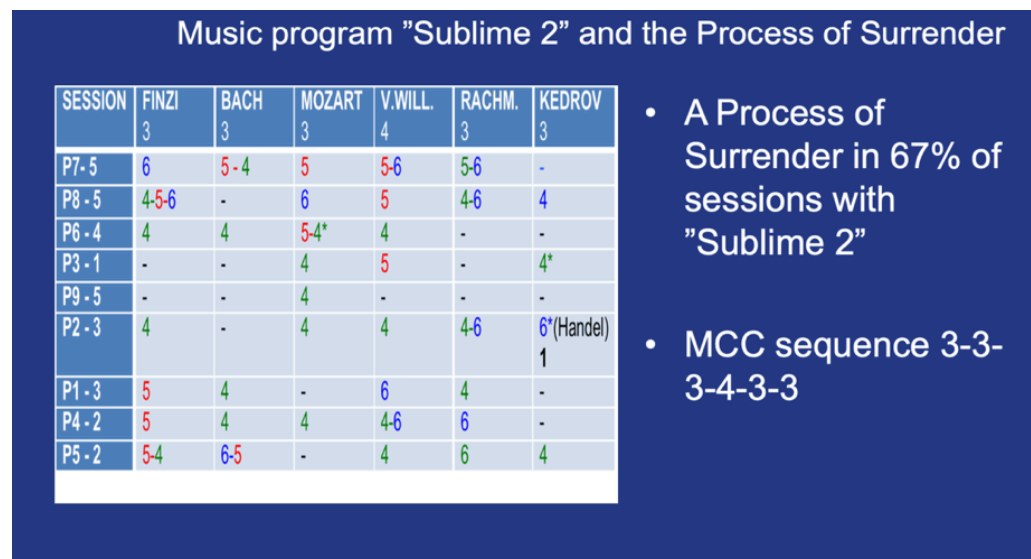 Music program ”Sublime 2” and the Process of Surrender
SESSION FINZI BACH MOZART V.WILL. RACHM. KEDROV
3 3 3 4 3 3
P7- 5 6 5 - 4 5 5-6 5-6 -
P8 - 5 4-5-6 - 6 5 4-6 4
P6 - 4 4 4 5-4* 4 - -
P3 - 1 - - 4 5 - 4*
P9 - 5 - - 4 - - -
P2 - 3 4 - 4 4 4-6 6*(Handel)
1
P1 - 3 5 4 - 6 4 -
P4 - 2 5 4 4 4-6 6 -
P5 - 2 5-4 6-5 - 4 6 4
• A Process of
Surrender in 67% of
sessions with
”Sublime 2”
• MCC sequence 3-3-
3-4-3-3